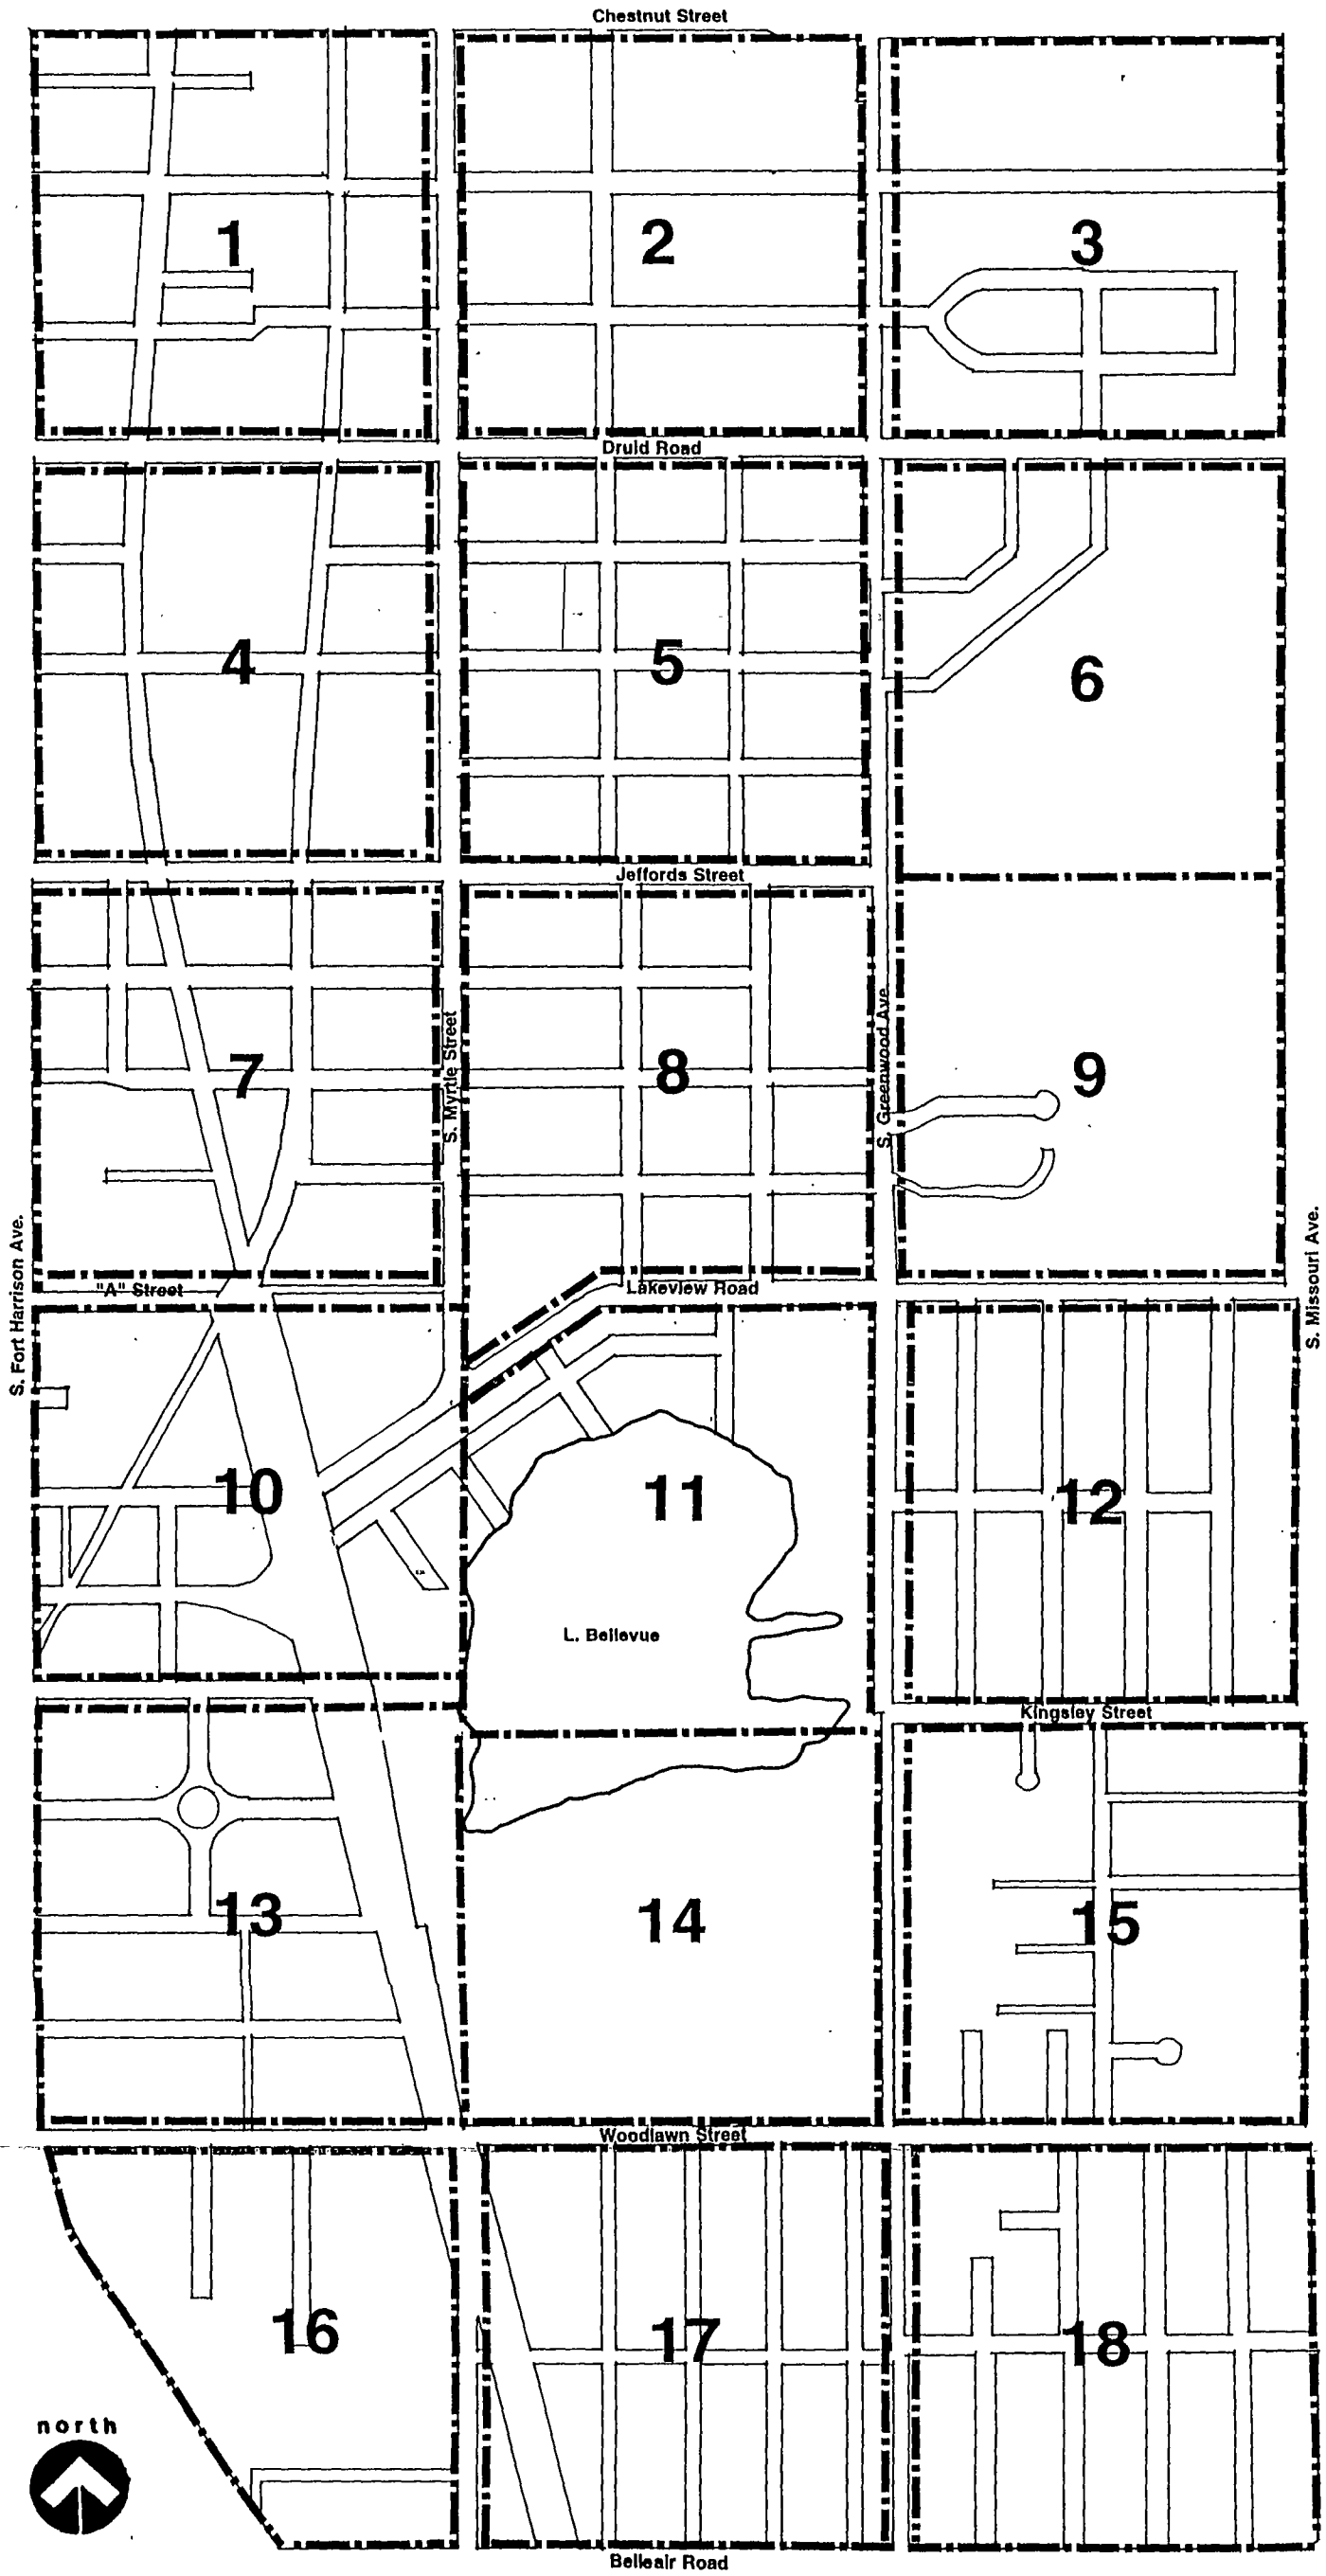 Chestnut Street
1
2
3
Druid Road
4
5
6
Jeffords Street
7
S. Myrtle Street
8
S. Greenwood Ave.
9
S. Fort Harrison Ave.
"A" Street
Lakeview Road
S. Missouri Ave.
10
11
12
L. Bellevue
Kingsley Street
13
14
15
Woodlawn Street
16
17
18
north
Belleair Road